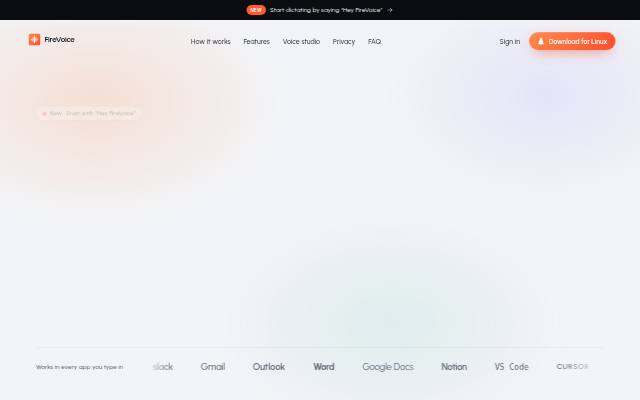 NEW Start dictating by saying "Hey FireVoice" →
FireVoice
How it works Features Voice studio Privacy FAQ
Sign in
Download for Linux
New · Start with "Hey FireVoice"
Works in every app you type in
slack Gmail Outlook Word Google Docs Notion VS Code CURSOR